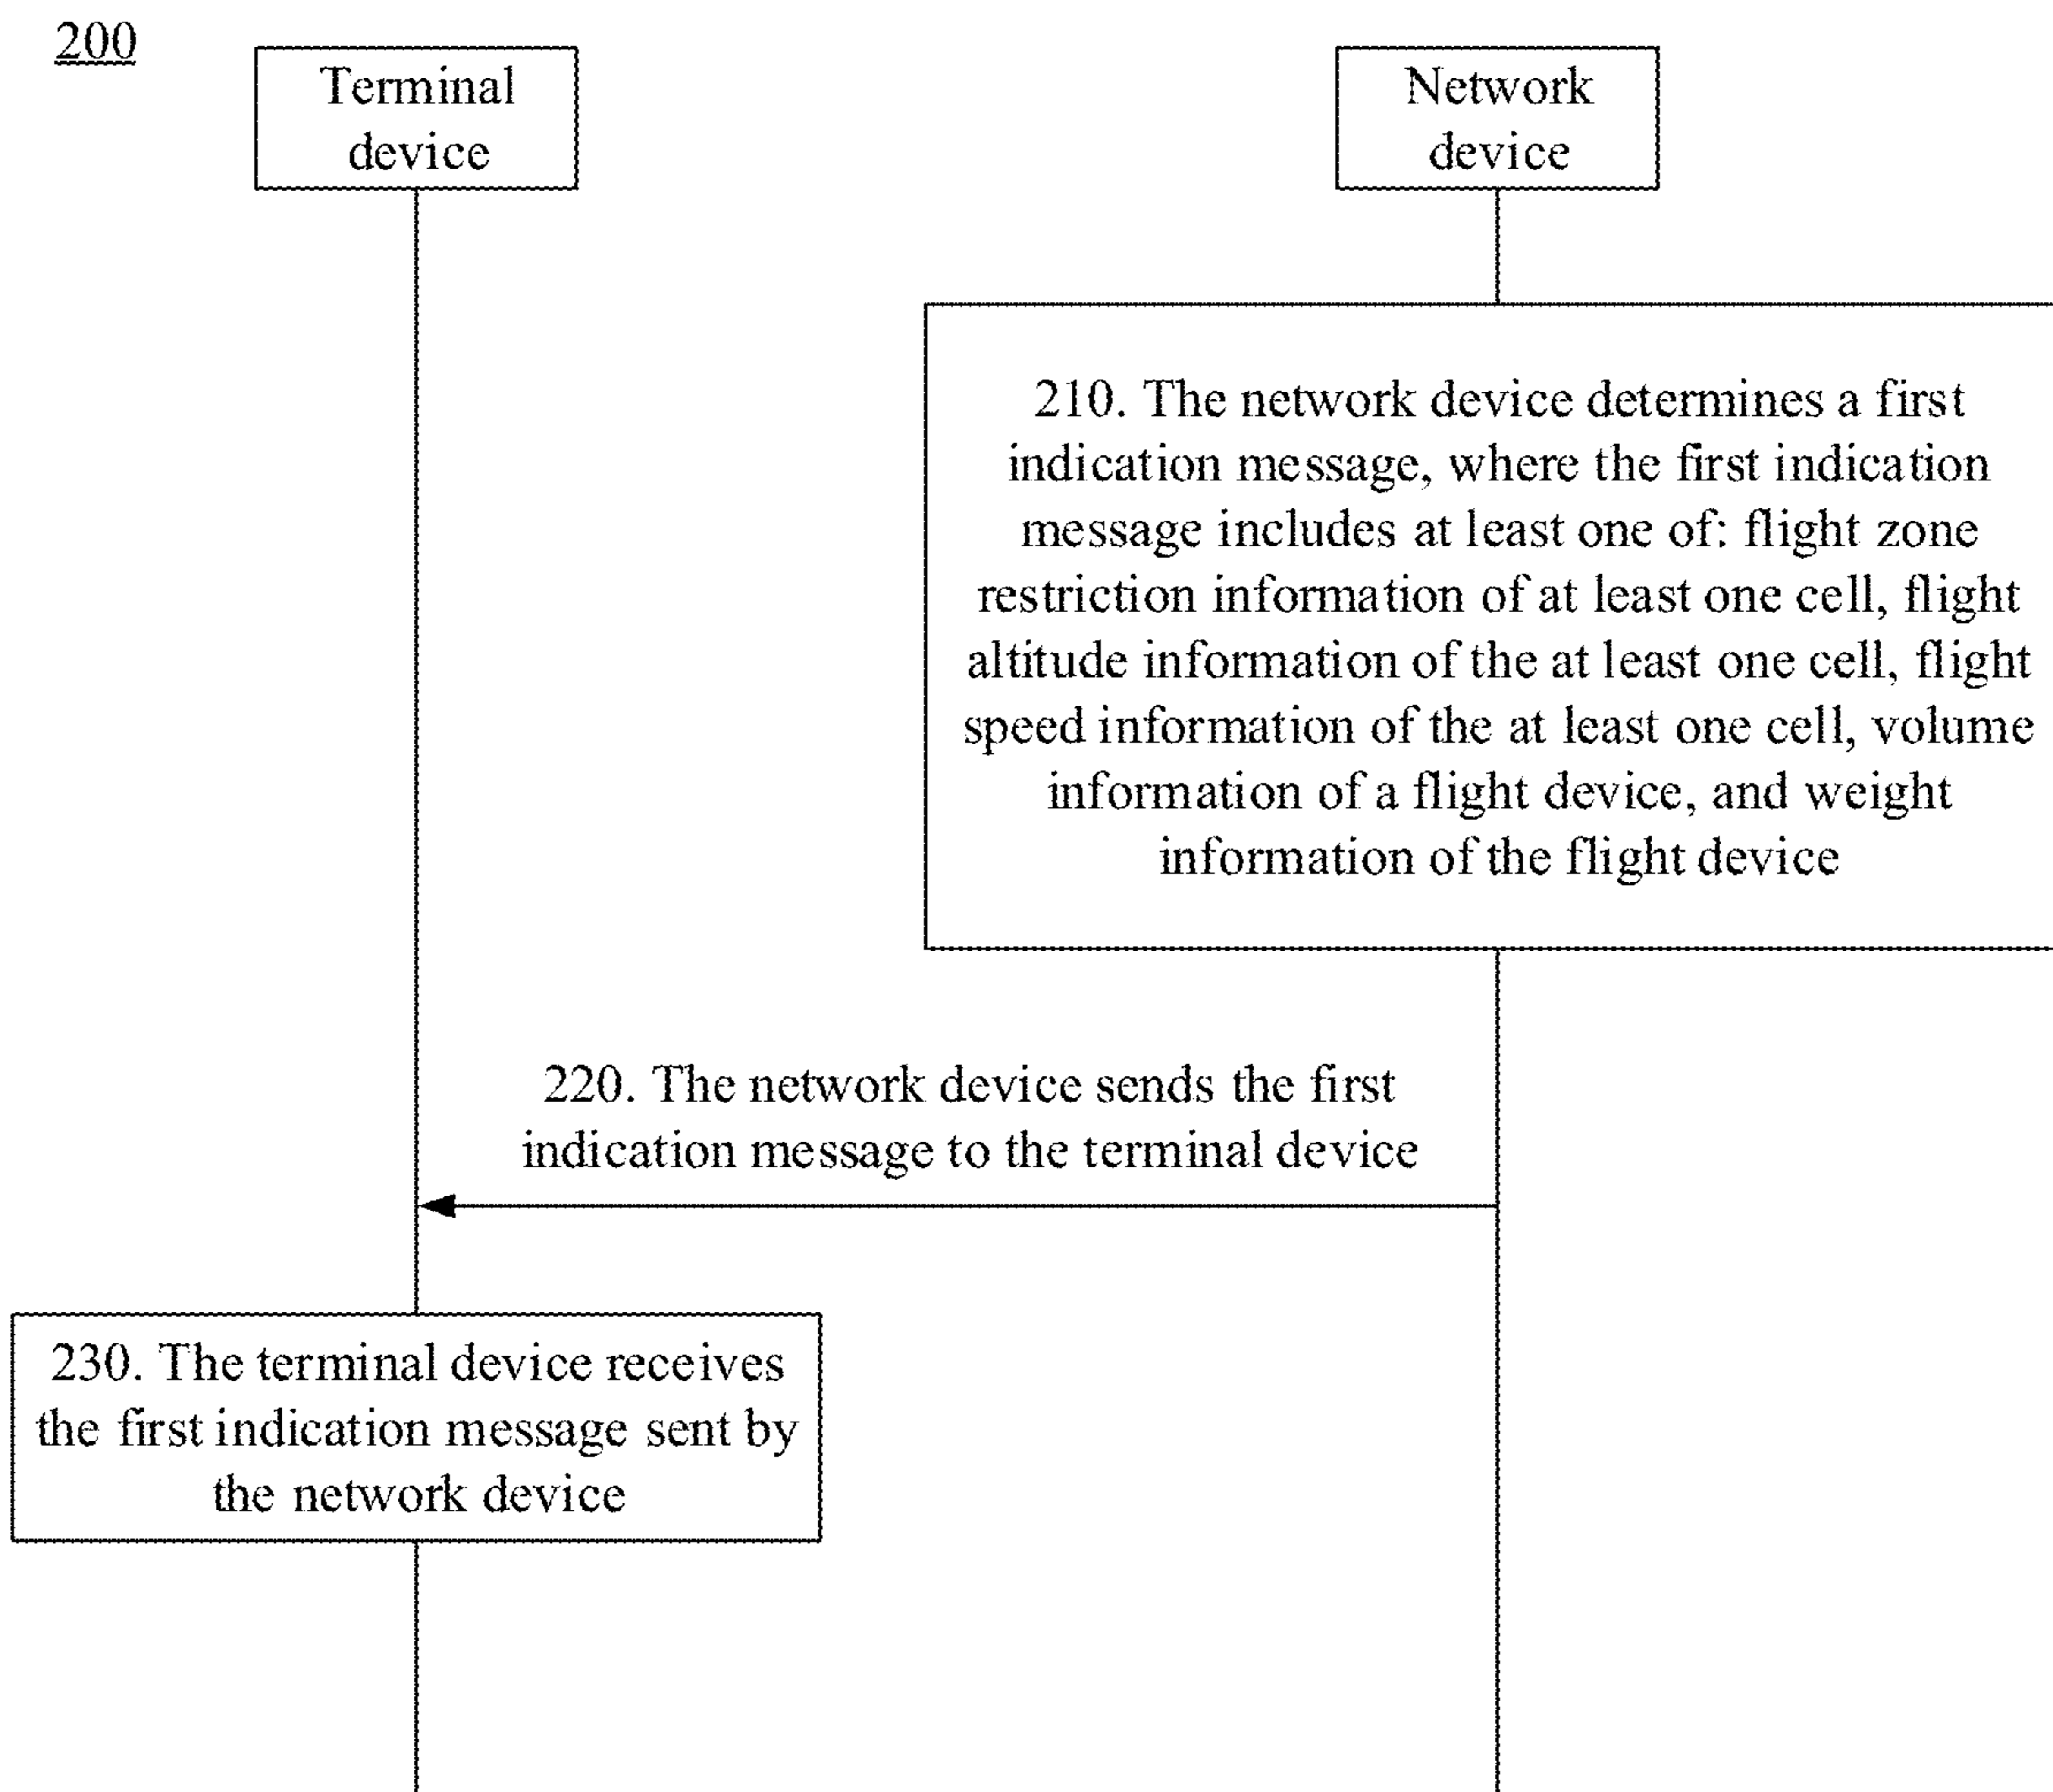 200
Terminal
device
Network
device
210. The network device determines a first
indication message, where the first indication
message includes at least one of: flight zone
restriction information of at least one cell, flight
altitude information of the at least one cell, flight
speed information of the at least one cell, volume
information of a flight device, and weight
information of the flight device
220. The network device sends the first
indication message to the terminal device
230. The terminal device receives
the first indication message sent by
the network device